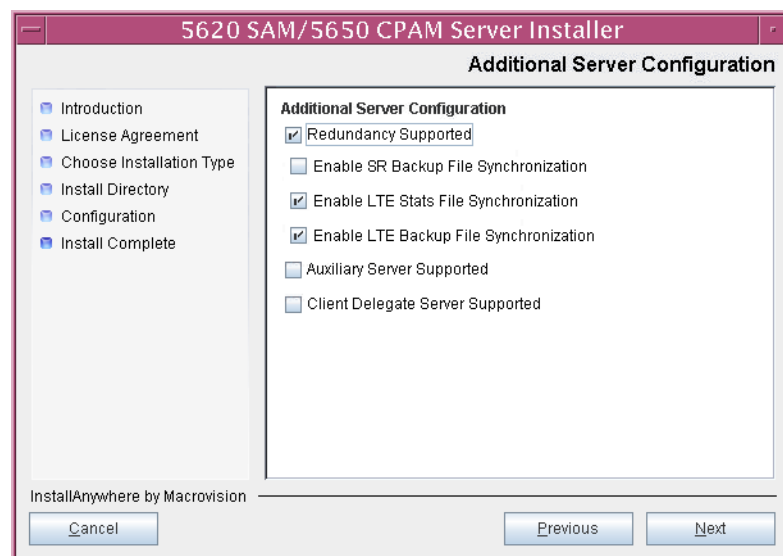 5620 SAM/5650 CPAM Server Installer
Additional Server Configuration
Introduction
License Agreement
Choose Installation Type
Install Directory
Configuration
Install Complete
Additional Server Configuration
Redundancy Supported
Enable SR Backup File Synchronization
Enable LTE Stats File Synchronization
Enable LTE Backup File Synchronization
Auxiliary Server Supported
Client Delegate Server Supported
InstallAnywhere by Macrovision
Cancel
Previous
Next